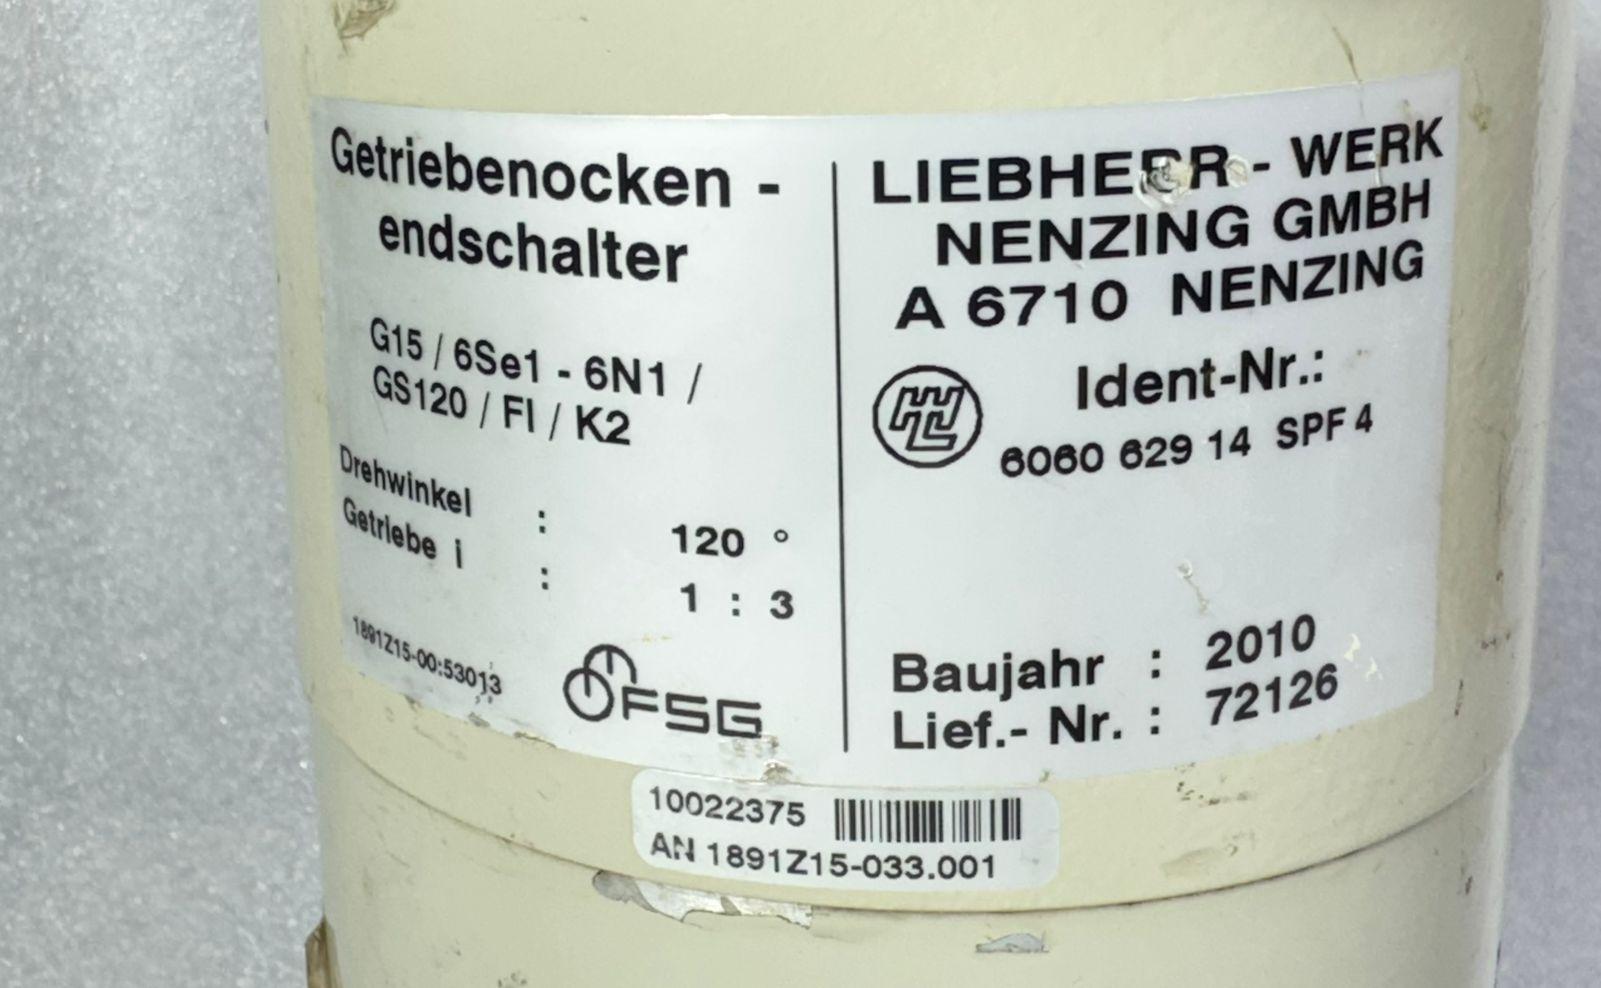 Getriebenocken -
endschalter
G15 / 6Se1 - 6N1 /
GS120 / FI / K2
Drehwinkel : 120 °
Getriebe i : 1 : 3
1891Z15-00:53013
FSG
LIEBHERR - WERK
NENZING GMBH
A 6710 NENZING
Ident-Nr.:
6060 629 14 SPF 4
Baujahr : 2010
Lief.- Nr. : 72126
10022375
AN 1891Z15-033.001